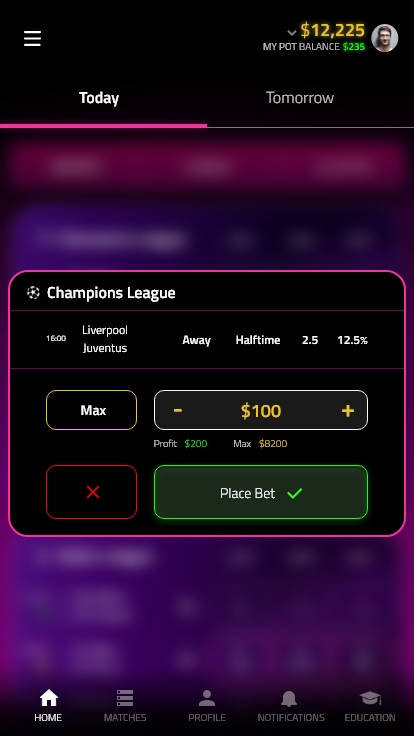 $12,225
MY POT BALANCE $235
Today Tomorrow
Champions League
16:00 Liverpool Juventus Away Halftime 2.5 12.5%
Max - $100 +
Profit $200 Max $8200
Place Bet
HOME MATCHES PROFILE NOTIFICATIONS EDUCATION